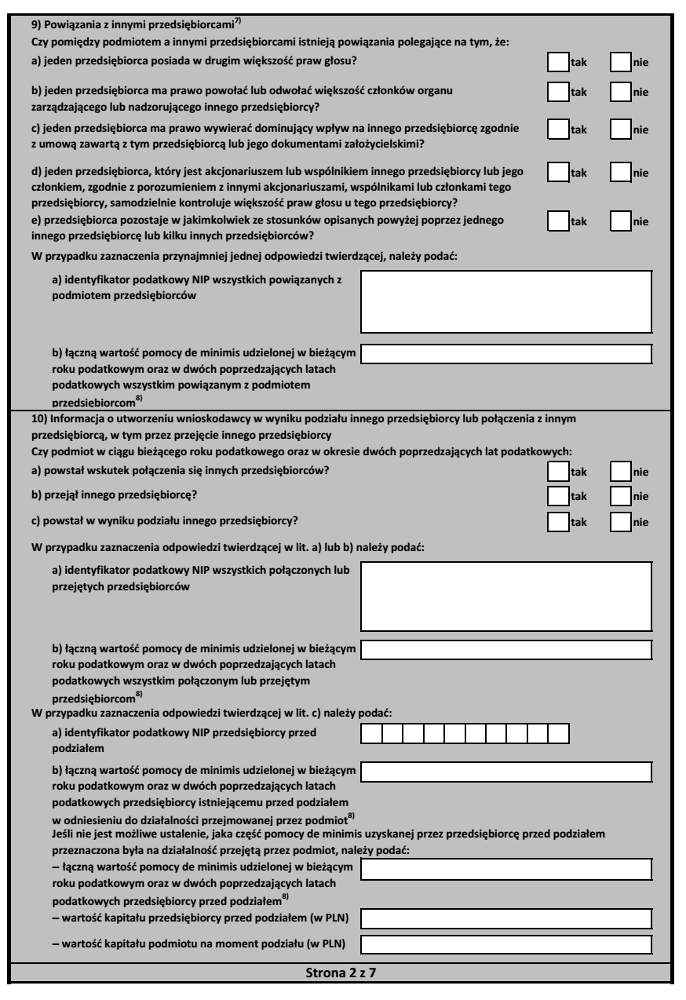 9) Powiązania z innymi przedsiębiorcami7)
Czy pomiędzy podmiotem a innymi przedsiębiorcami istnieją powiązania polegające na tym, że:
a) jeden przedsiębiorca posiada w drugim większość praw głosu? tak nie
b) jeden przedsiębiorca ma prawo powołać lub odwołać większość członków organu tak nie
zarządzającego lub nadzorującego innego przedsiębiorcy?
c) jeden przedsiębiorca ma prawo wywierać dominujący wpływ na innego przedsiębiorcę zgodnie tak nie
z umową zawartą z tym przedsiębiorcą lub jego dokumentami założycielskimi?
d) jeden przedsiębiorca, który jest akcjonariuszem lub wspólnikiem innego przedsiębiorcy lub jego tak nie
członkiem, zgodnie z porozumieniem z innymi akcjonariuszami, wspólnikami lub członkami tego
przedsiębiorcy, samodzielnie kontroluje większość praw głosu u tego przedsiębiorcy?
e) przedsiębiorca pozostaje w jakimkolwiek ze stosunków opisanych powyżej poprzez jednego tak nie
innego przedsiębiorcę lub kilku innych przedsiębiorców?
W przypadku zaznaczenia przynajmniej jednej odpowiedzi twierdzącej, należy podać:
a) identyfikator podatkowy NIP wszystkich powiązanych z
podmiotem przedsiębiorców
b) łączną wartość pomocy de minimis udzielonej w bieżącym
roku podatkowym oraz w dwóch poprzedzających latach
podatkowych wszystkim powiązanym z podmiotem
przedsiębiorcom8)
10) Informacja o utworzeniu wnioskodawcy w wyniku podziału innego przedsiębiorcy lub połączenia z innym
przedsiębiorcą, w tym przez przejęcie innego przedsiębiorcy
Czy podmiot w ciągu bieżącego roku podatkowego oraz w okresie dwóch poprzedzających lat podatkowych:
a) powstał wskutek połączenia się innych przedsiębiorców? tak nie
b) przejął innego przedsiębiorcę? tak nie
c) powstał w wyniku podziału innego przedsiębiorcy? tak nie
W przypadku zaznaczenia odpowiedzi twierdzącej w lit. a) lub b) należy podać:
a) identyfikator podatkowy NIP wszystkich połączonych lub
przejętych przedsiębiorców
b) łączną wartość pomocy de minimis udzielonej w bieżącym
roku podatkowym oraz w dwóch poprzedzających latach
podatkowych wszystkim połączonym lub przejętym
przedsiębiorcom8)
W przypadku zaznaczenia odpowiedzi twierdzącej w lit. c) należy podać:
a) identyfikator podatkowy NIP przedsiębiorcy przed
podziałem
b) łączną wartość pomocy de minimis udzielonej w bieżącym
roku podatkowym oraz w dwóch poprzedzających latach
podatkowych przedsiębiorcy istniejącemu przed podziałem
w odniesieniu do działalności przejmowanej przez podmiot8)
Jeśli nie jest możliwe ustalenie, jaka część pomocy de minimis uzyskanej przez przedsiębiorcę przed podziałem
przeznaczona była na działalność przejętą przez podmiot, należy podać:
– łączną wartość pomocy de minimis udzielonej w bieżącym
roku podatkowym oraz w dwóch poprzedzających latach
podatkowych przedsiębiorcy przed podziałem8)
– wartość kapitału przedsiębiorcy przed podziałem (w PLN)
– wartość kapitału podmiotu na moment podziału (w PLN)
Strona 2 z 7